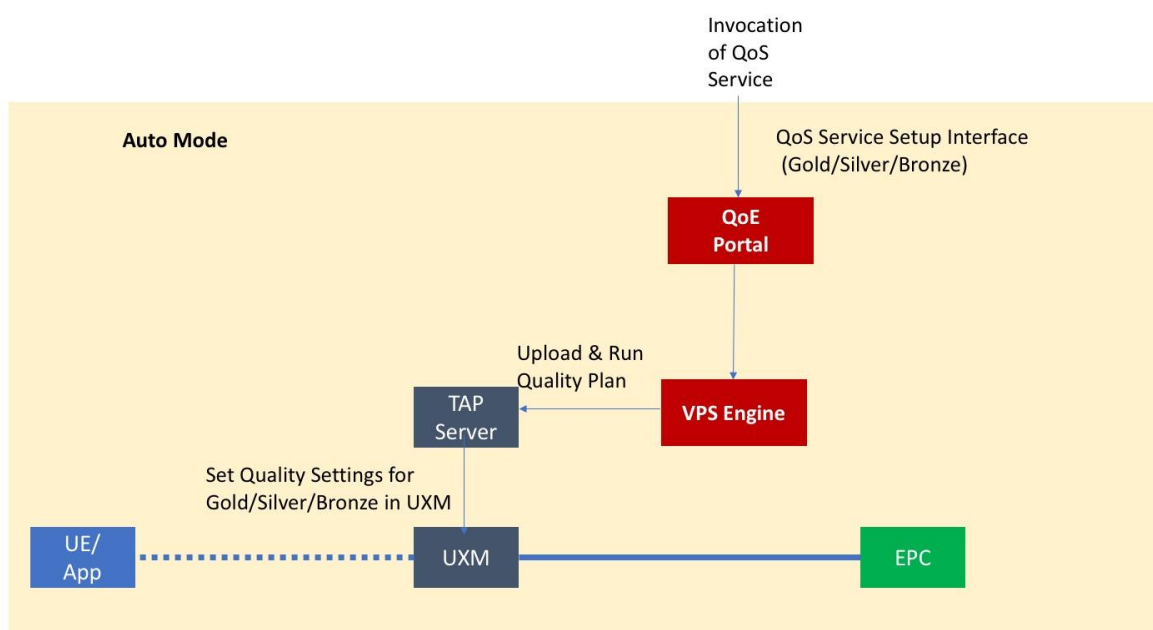 Invocation
of QoS
Service
Auto Mode
QoS Service Setup Interface
(Gold/Silver/Bronze)
QoE
Portal
Upload & Run
Quality Plan
TAP
Server
VPS Engine
Set Quality Settings for
Gold/Silver/Bronze in UXM
UE/
App
UXM
EPC